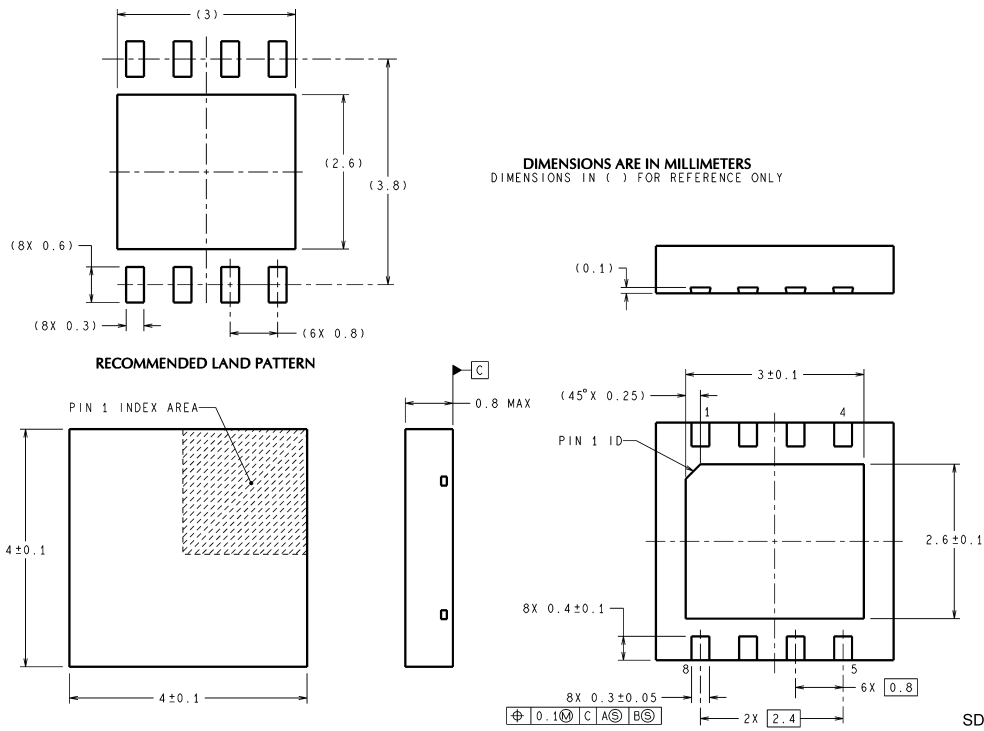 (3)
(2.6)
(3.8)
(8X 0.6)
(8X 0.3)
(6X 0.8)
RECOMMENDED LAND PATTERN
DIMENSIONS ARE IN MILLIMETERS
DIMENSIONS IN ( ) FOR REFERENCE ONLY
(0.1)
PIN 1 INDEX AREA
4±0.1
4±0.1
C
0.8 MAX
3±0.1
(45°X 0.25)
1
4
PIN 1 ID
2.6±0.1
8X 0.4±0.1
8
5
8X 0.3±0.05
⌖ 0.1Ⓜ C AⓈ BⓈ
6X 0.8
2X 2.4
SD